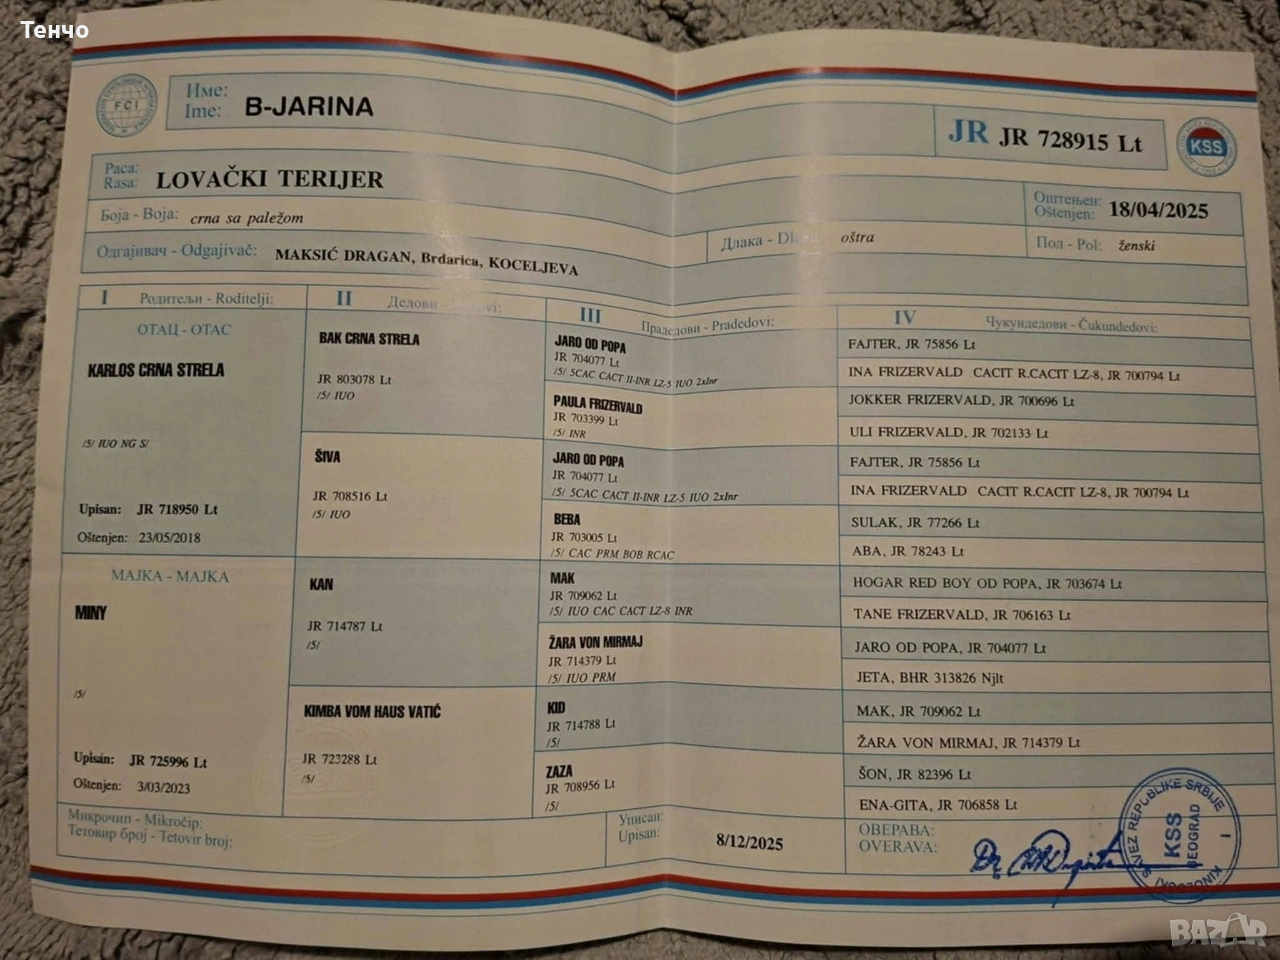 Тенчо
FCI
Име:
Ime: B-JARINA
JR JR 728915 Lt
KSS
Раса:
Rasa: LOVAČKI TERIJER
Оштењен:
Oštenjen: 18/04/2025
Боја - Boja: crna sa paležom
Длака - Dl oštra
Пол - Pol: ženski
Одгајивач - Odgajivač: MAKSIĆ DRAGAN, Brdarica, KOCELJEVA
I Родитељи - Roditelji:
II Дедови vi:
III Прадедови - Pradedovi:
IV Чукундедови - Čukundedovi:
ОТАЦ - OTAC
KARLOS CRNA STRELA
/5/ IUO NG S/
Upisan: JR 718950 Lt
Oštenjen: 23/05/2018
МАЈКА - MAJKA
MINY
/5/
Upisan: JR 725996 Lt
Oštenjen: 3/03/2023
BAK CRNA STRELA
JR 803078 Lt
/5/ IUO
ŠIVA
JR 708516 Lt
/5/ IUO
KAN
JR 714787 Lt
/5/
KIMBA VOM HAUS VATIĆ
JR 723288 Lt
/5/
JARO OD POPA
JR 704077 Lt
/5/ 5CAC CACT II-INR LZ-5 IUO 2xInr
PAULA FRIZERVALD
JR 703399 Lt
/5/ INR
JARO OD POPA
JR 704077 Lt
/5/ 5CAC CACT II-INR LZ-5 IUO 2xInr
BEBA
JR 703005 Lt
/5/ CAC PRM BOB RCAC
MAK
JR 709062 Lt
/5/ IUO CAC CACT LZ-8 INR
ŽARA VON MIRMAJ
JR 714379 Lt
/5/ IUO PRM
KID
JR 714788 Lt
/5/
ZAZA
JR 708956 Lt
/5/
FAJTER, JR 75856 Lt
INA FRIZERVALD CACIT R.CACIT LZ-8, JR 700794 Lt
JOKKER FRIZERVALD, JR 700696 Lt
ULI FRIZERVALD, JR 702133 Lt
FAJTER, JR 75856 Lt
INA FRIZERVALD CACIT R.CACIT LZ-8, JR 700794 Lt
SULAK, JR 77266 Lt
ABA, JR 78243 Lt
HOGAR RED BOY OD POPA, JR 703674 Lt
TANE FRIZERVALD, JR 706163 Lt
JARO OD POPA, JR 704077 Lt
JETA, BHR 313826 Njlt
MAK, JR 709062 Lt
ŽARA VON MIRMAJ, JR 714379 Lt
ŠON, JR 82396 Lt
ENA-GITA, JR 706858 Lt
Микрочип - Mikročip:
Тетовир број - Tetovir broj:
Уписан:
Upisan: 8/12/2025
ОВЕРАВА:
OVERAVA:
KINOLOŠKI SAVEZ REPUBLIKE SRBIJE
KSS
BEOGRAD
I
BAZAR